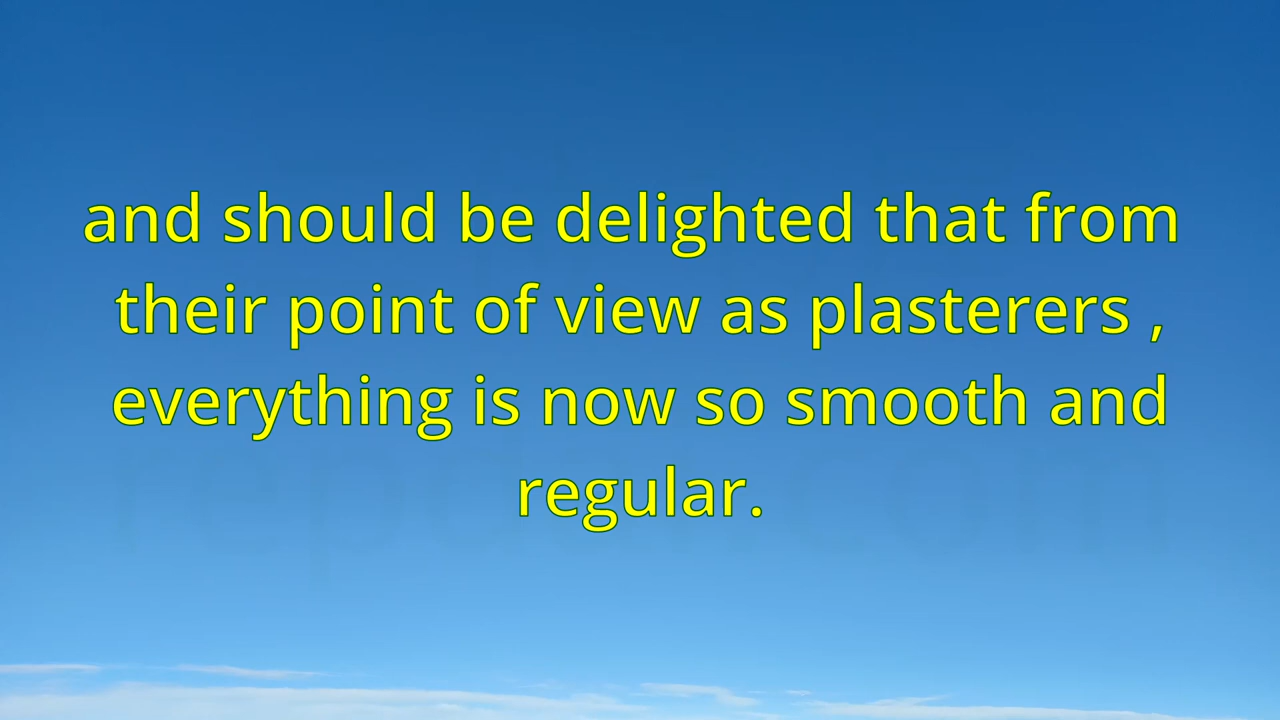 and should be delighted that from
their point of view as plasterers ,
everything is now so smooth and
regular.